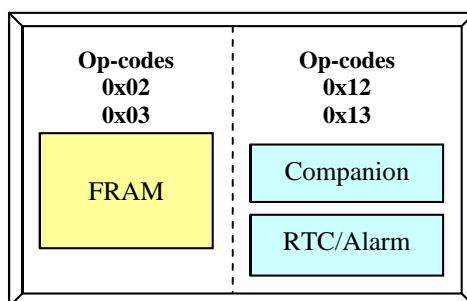 Op-codes
0x02
0x03
FRAM
Op-codes
0x12
0x13
Companion
RTC/Alarm